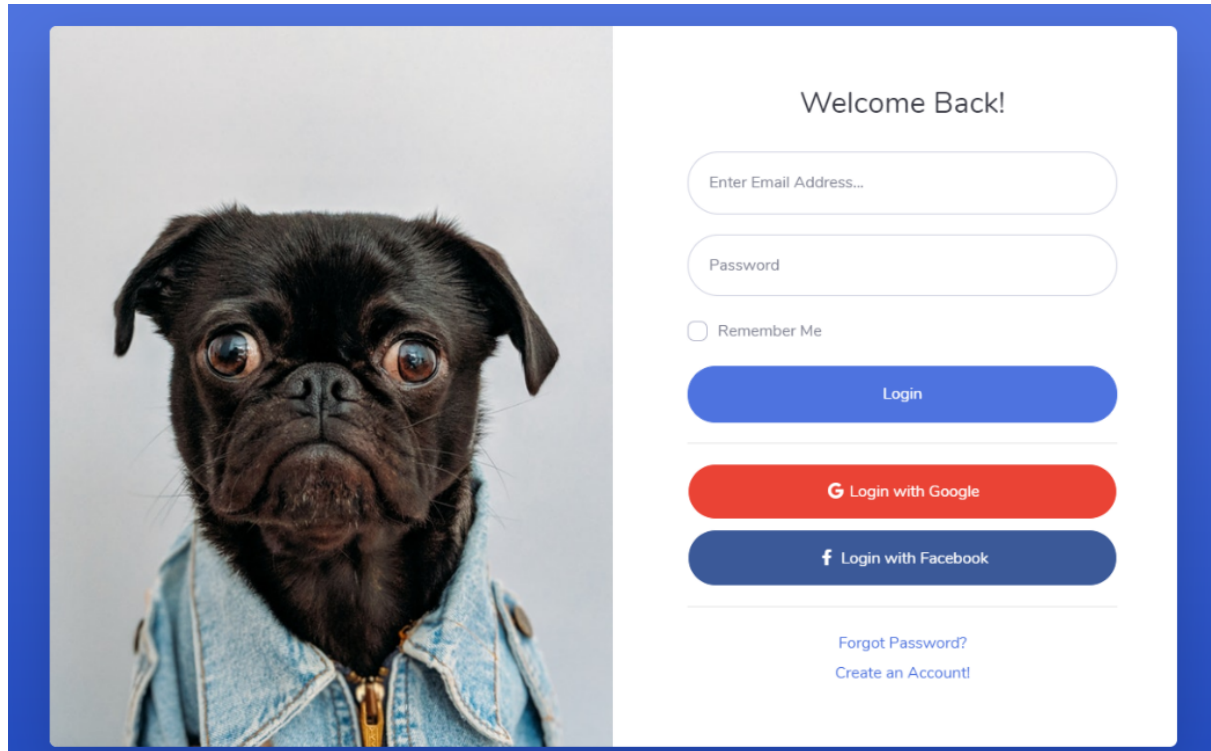 Welcome Back!
Enter Email Address...
Password
Remember Me
Login
Login with Google
Login with Facebook
Forgot Password?
Create an Account!